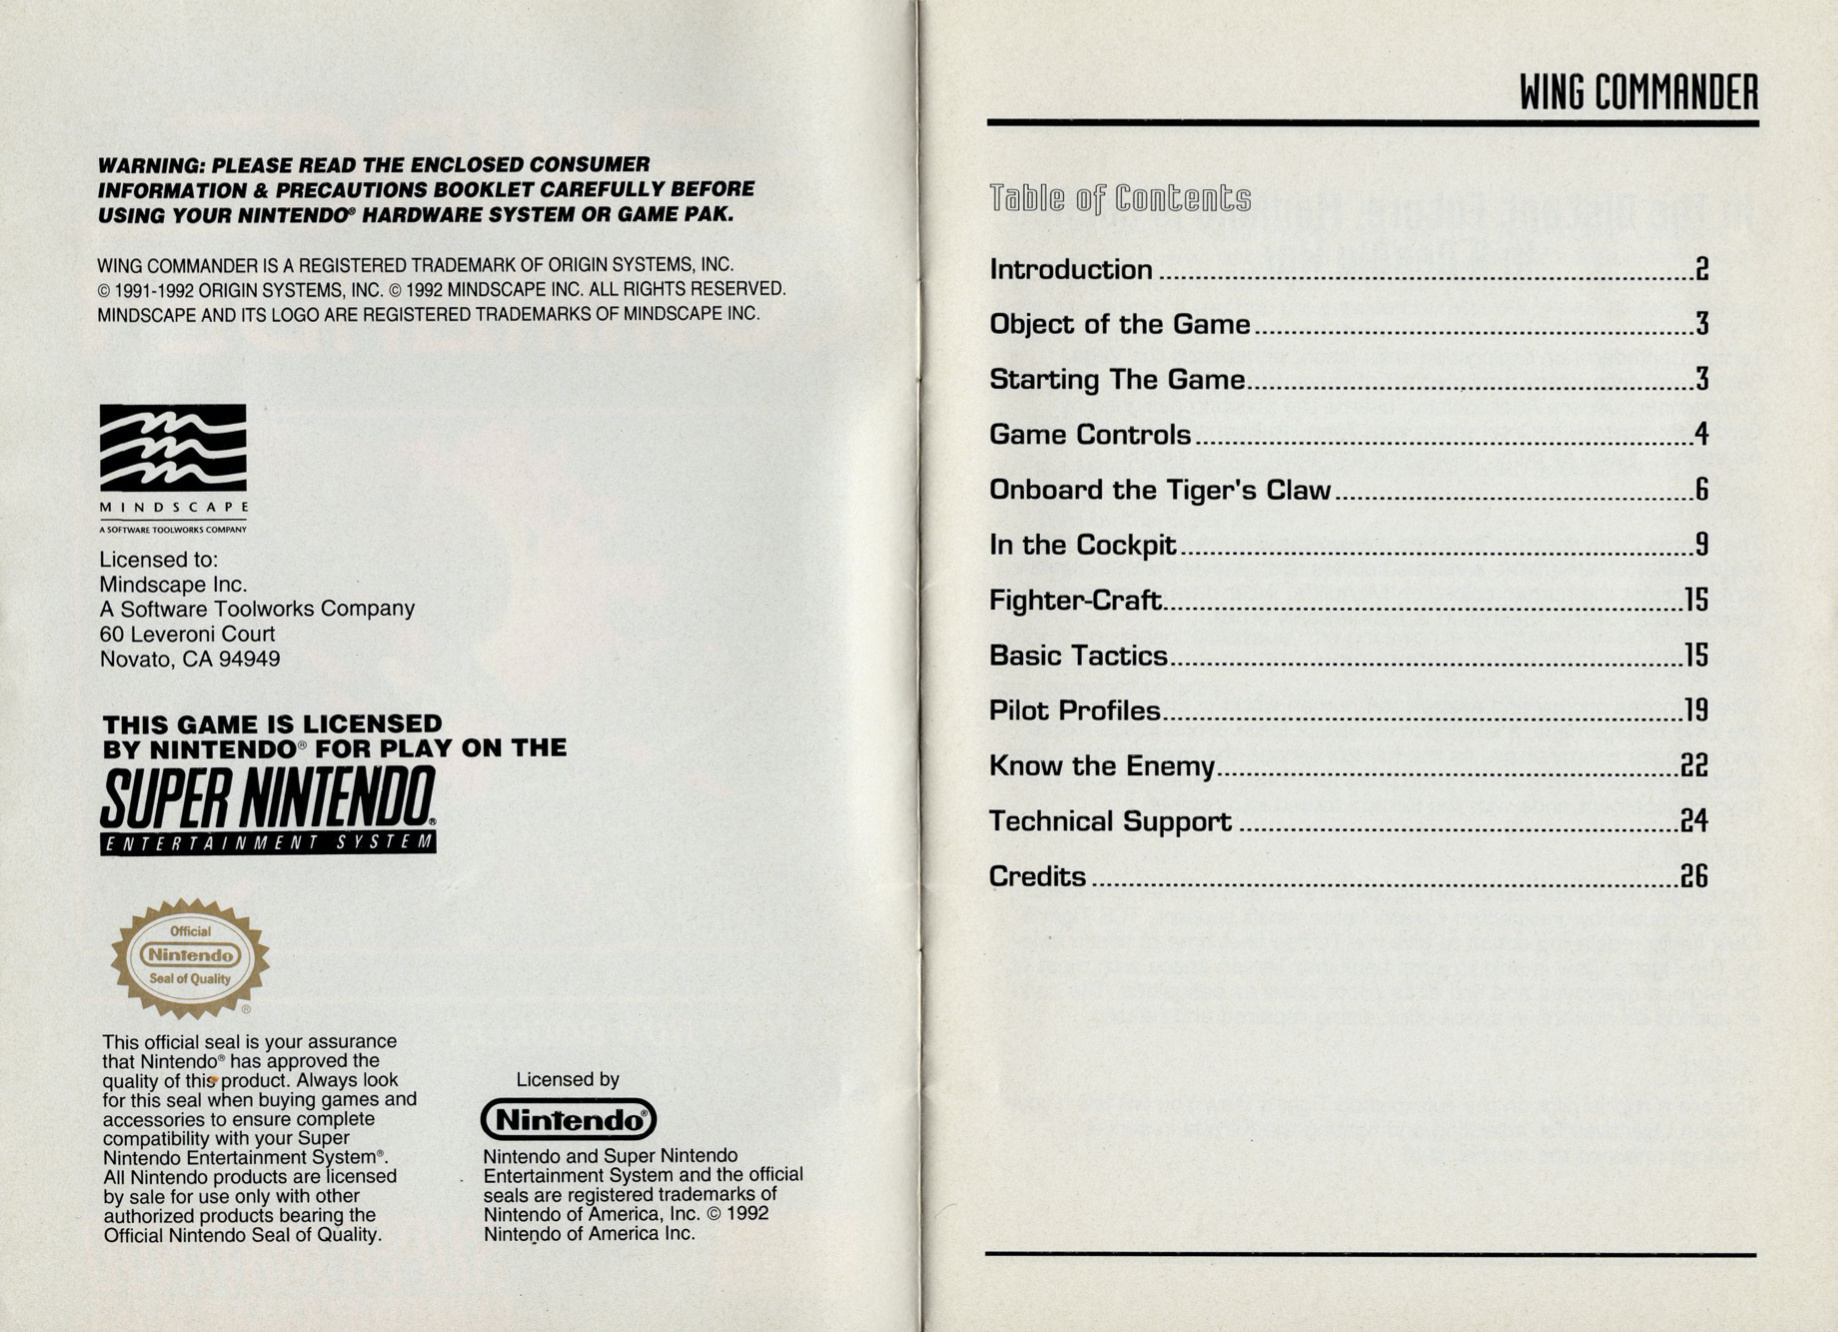 WARNING: PLEASE READ THE ENCLOSED CONSUMER
INFORMATION & PRECAUTIONS BOOKLET CAREFULLY BEFORE
USING YOUR NINTENDO® HARDWARE SYSTEM OR GAME PAK.
WING COMMANDER IS A REGISTERED TRADEMARK OF ORIGIN SYSTEMS, INC.
© 1991-1992 ORIGIN SYSTEMS, INC. © 1992 MINDSCAPE INC. ALL RIGHTS RESERVED.
MINDSCAPE AND ITS LOGO ARE REGISTERED TRADEMARKS OF MINDSCAPE INC.
MINDSCAPE
A SOFTWARE TOOLWORKS COMPANY
Licensed to:
Mindscape Inc.
A Software Toolworks Company
60 Leveroni Court
Novato, CA 94949
THIS GAME IS LICENSED
BY NINTENDO® FOR PLAY ON THE
SUPER NINTENDO®
ENTERTAINMENT SYSTEM
Official
Nintendo
Seal of Quality
®
This official seal is your assurance
that Nintendo® has approved the
quality of this product. Always look
for this seal when buying games and
accessories to ensure complete
compatibility with your Super
Nintendo Entertainment System®.
All Nintendo products are licensed
by sale for use only with other
authorized products bearing the
Official Nintendo Seal of Quality.
Licensed by
Nintendo®
Nintendo and Super Nintendo
Entertainment System and the official
seals are registered trademarks of
Nintendo of America, Inc. © 1992
Nintendo of America Inc.
WING COMMANDER
Table of Contents
Introduction 2
Object of the Game 3
Starting The Game 3
Game Controls 4
Onboard the Tiger's Claw 6
In the Cockpit 9
Fighter-Craft 15
Basic Tactics 15
Pilot Profiles 19
Know the Enemy 22
Technical Support 24
Credits 26